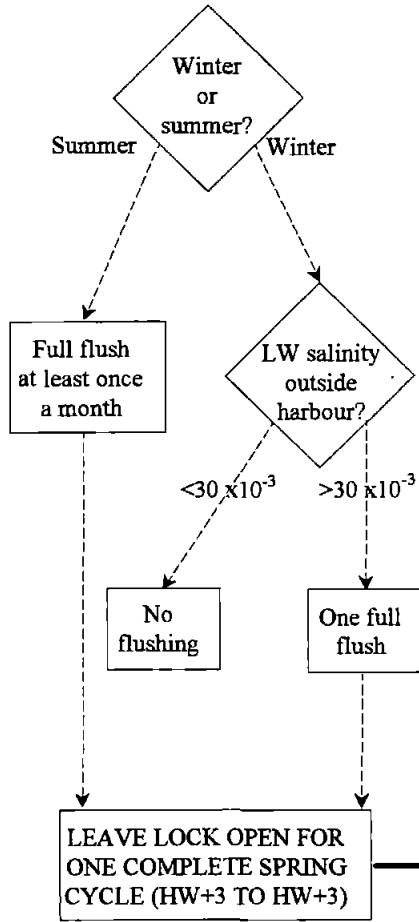 Winter
or
summer?
Summer
Winter
Full flush
at least once
a month
LW salinity
outside
harbour?
<30 x10⁻³
>30 x10⁻³
No
flushing
One full
flush
LEAVE LOCK OPEN FOR
ONE COMPLETE SPRING
CYCLE (HW+3 TO HW+3)